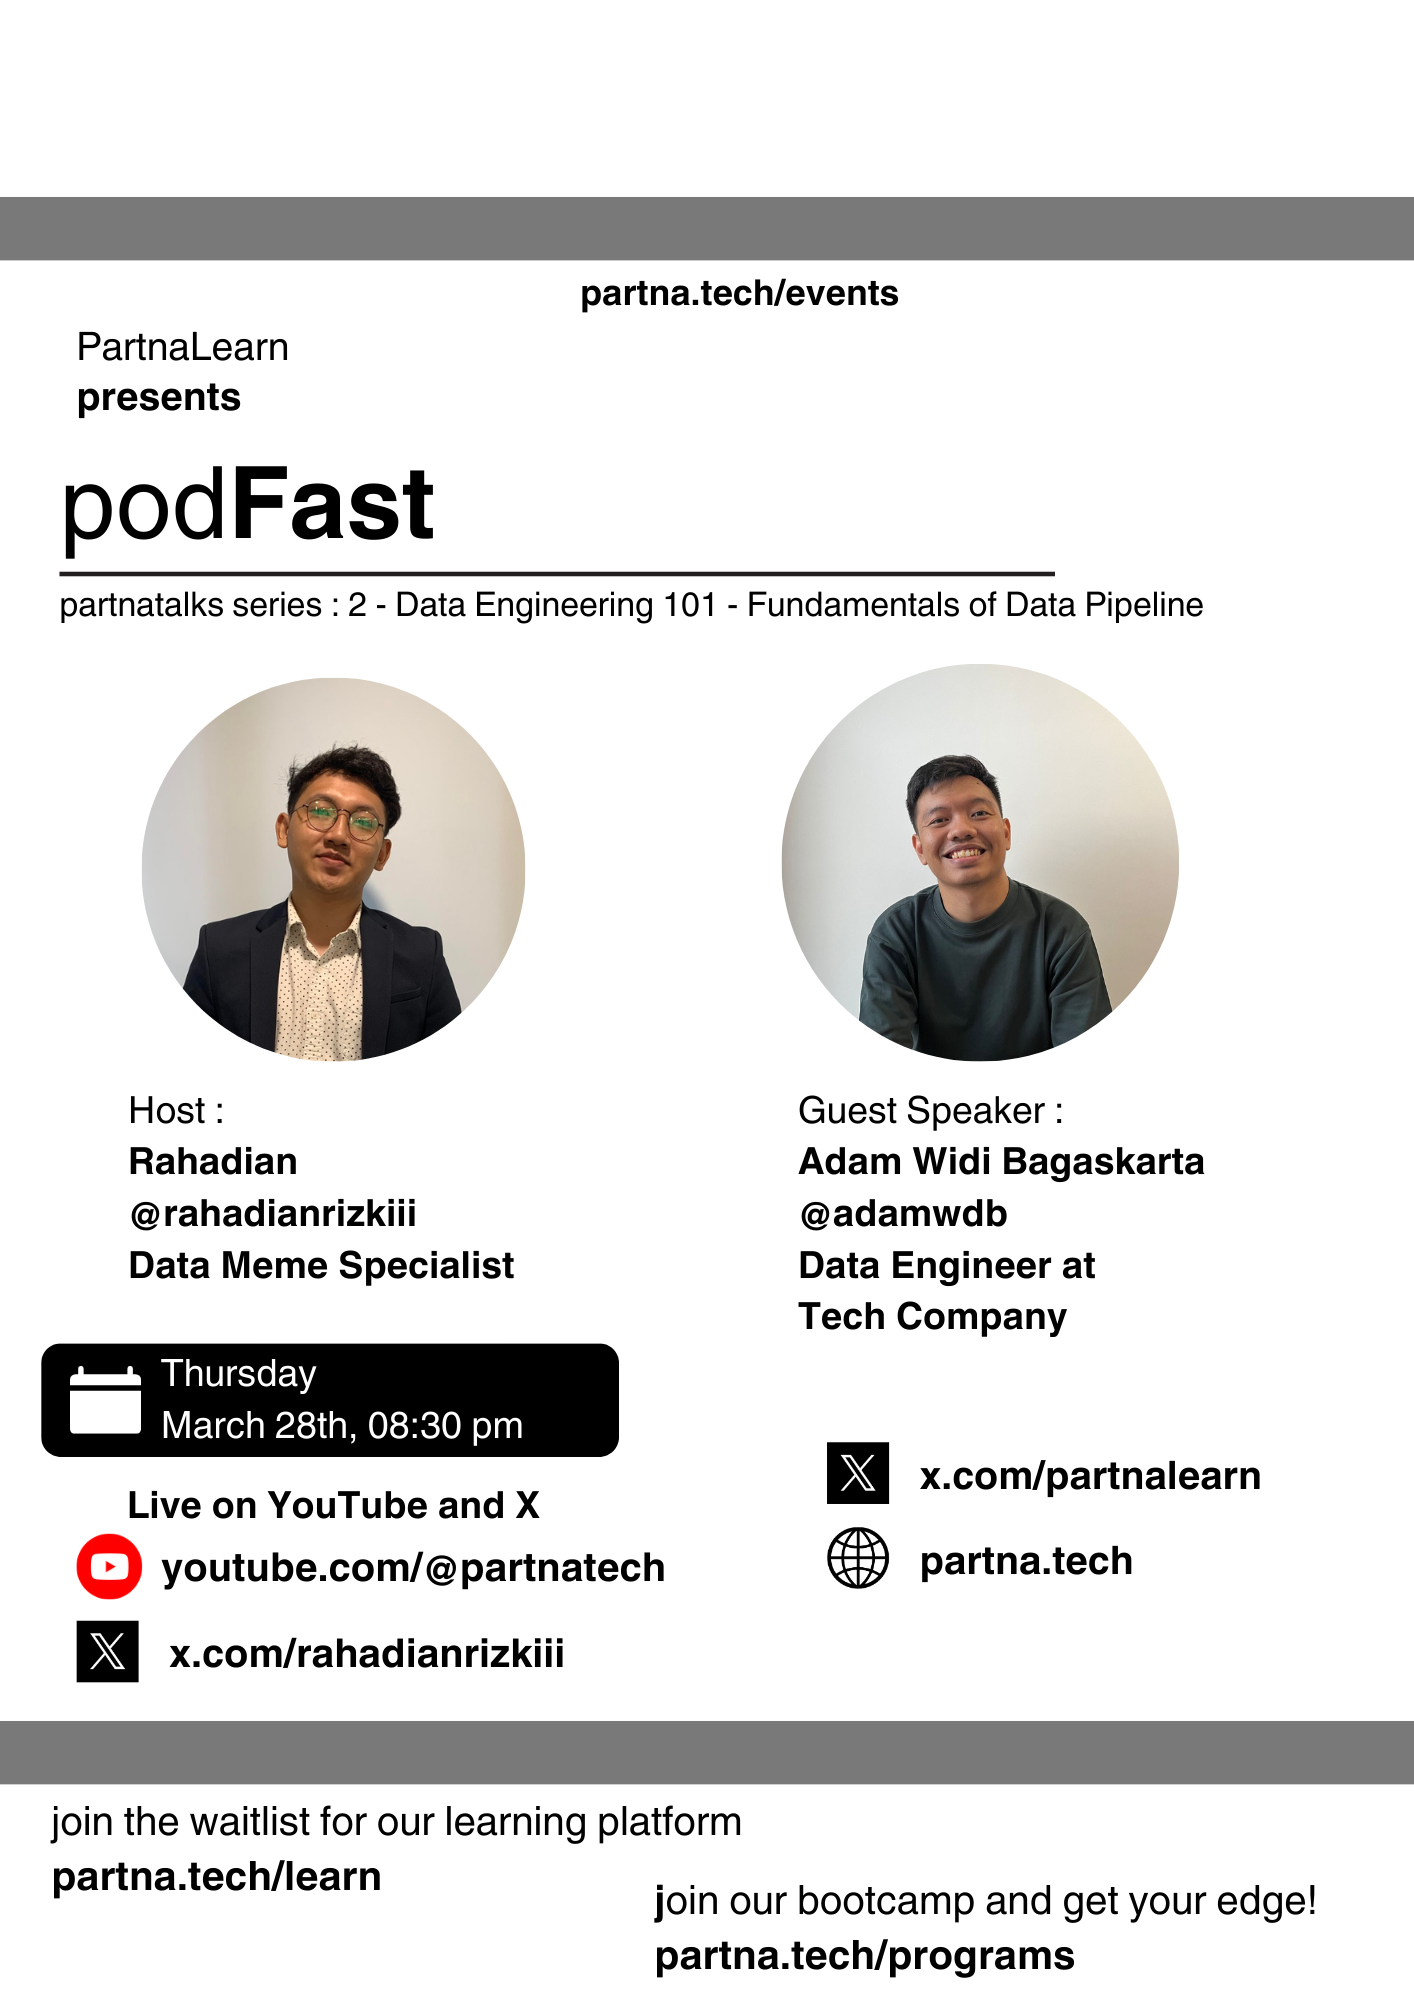 partna.tech/events
PartnaLearn
presents
podFast
partnatalks series : 2 - Data Engineering 101 - Fundamentals of Data Pipeline
Host :
Rahadian
@rahadianrizkiii
Data Meme Specialist
Guest Speaker :
Adam Widi Bagaskarta
@adamwdb
Data Engineer at
Tech Company
Thursday
March 28th, 08:30 pm
Live on YouTube and X
youtube.com/@partnatech
x.com/rahadianrizkiii
x.com/partnalearn
partna.tech
join the waitlist for our learning platform
partna.tech/learn
join our bootcamp and get your edge!
partna.tech/programs